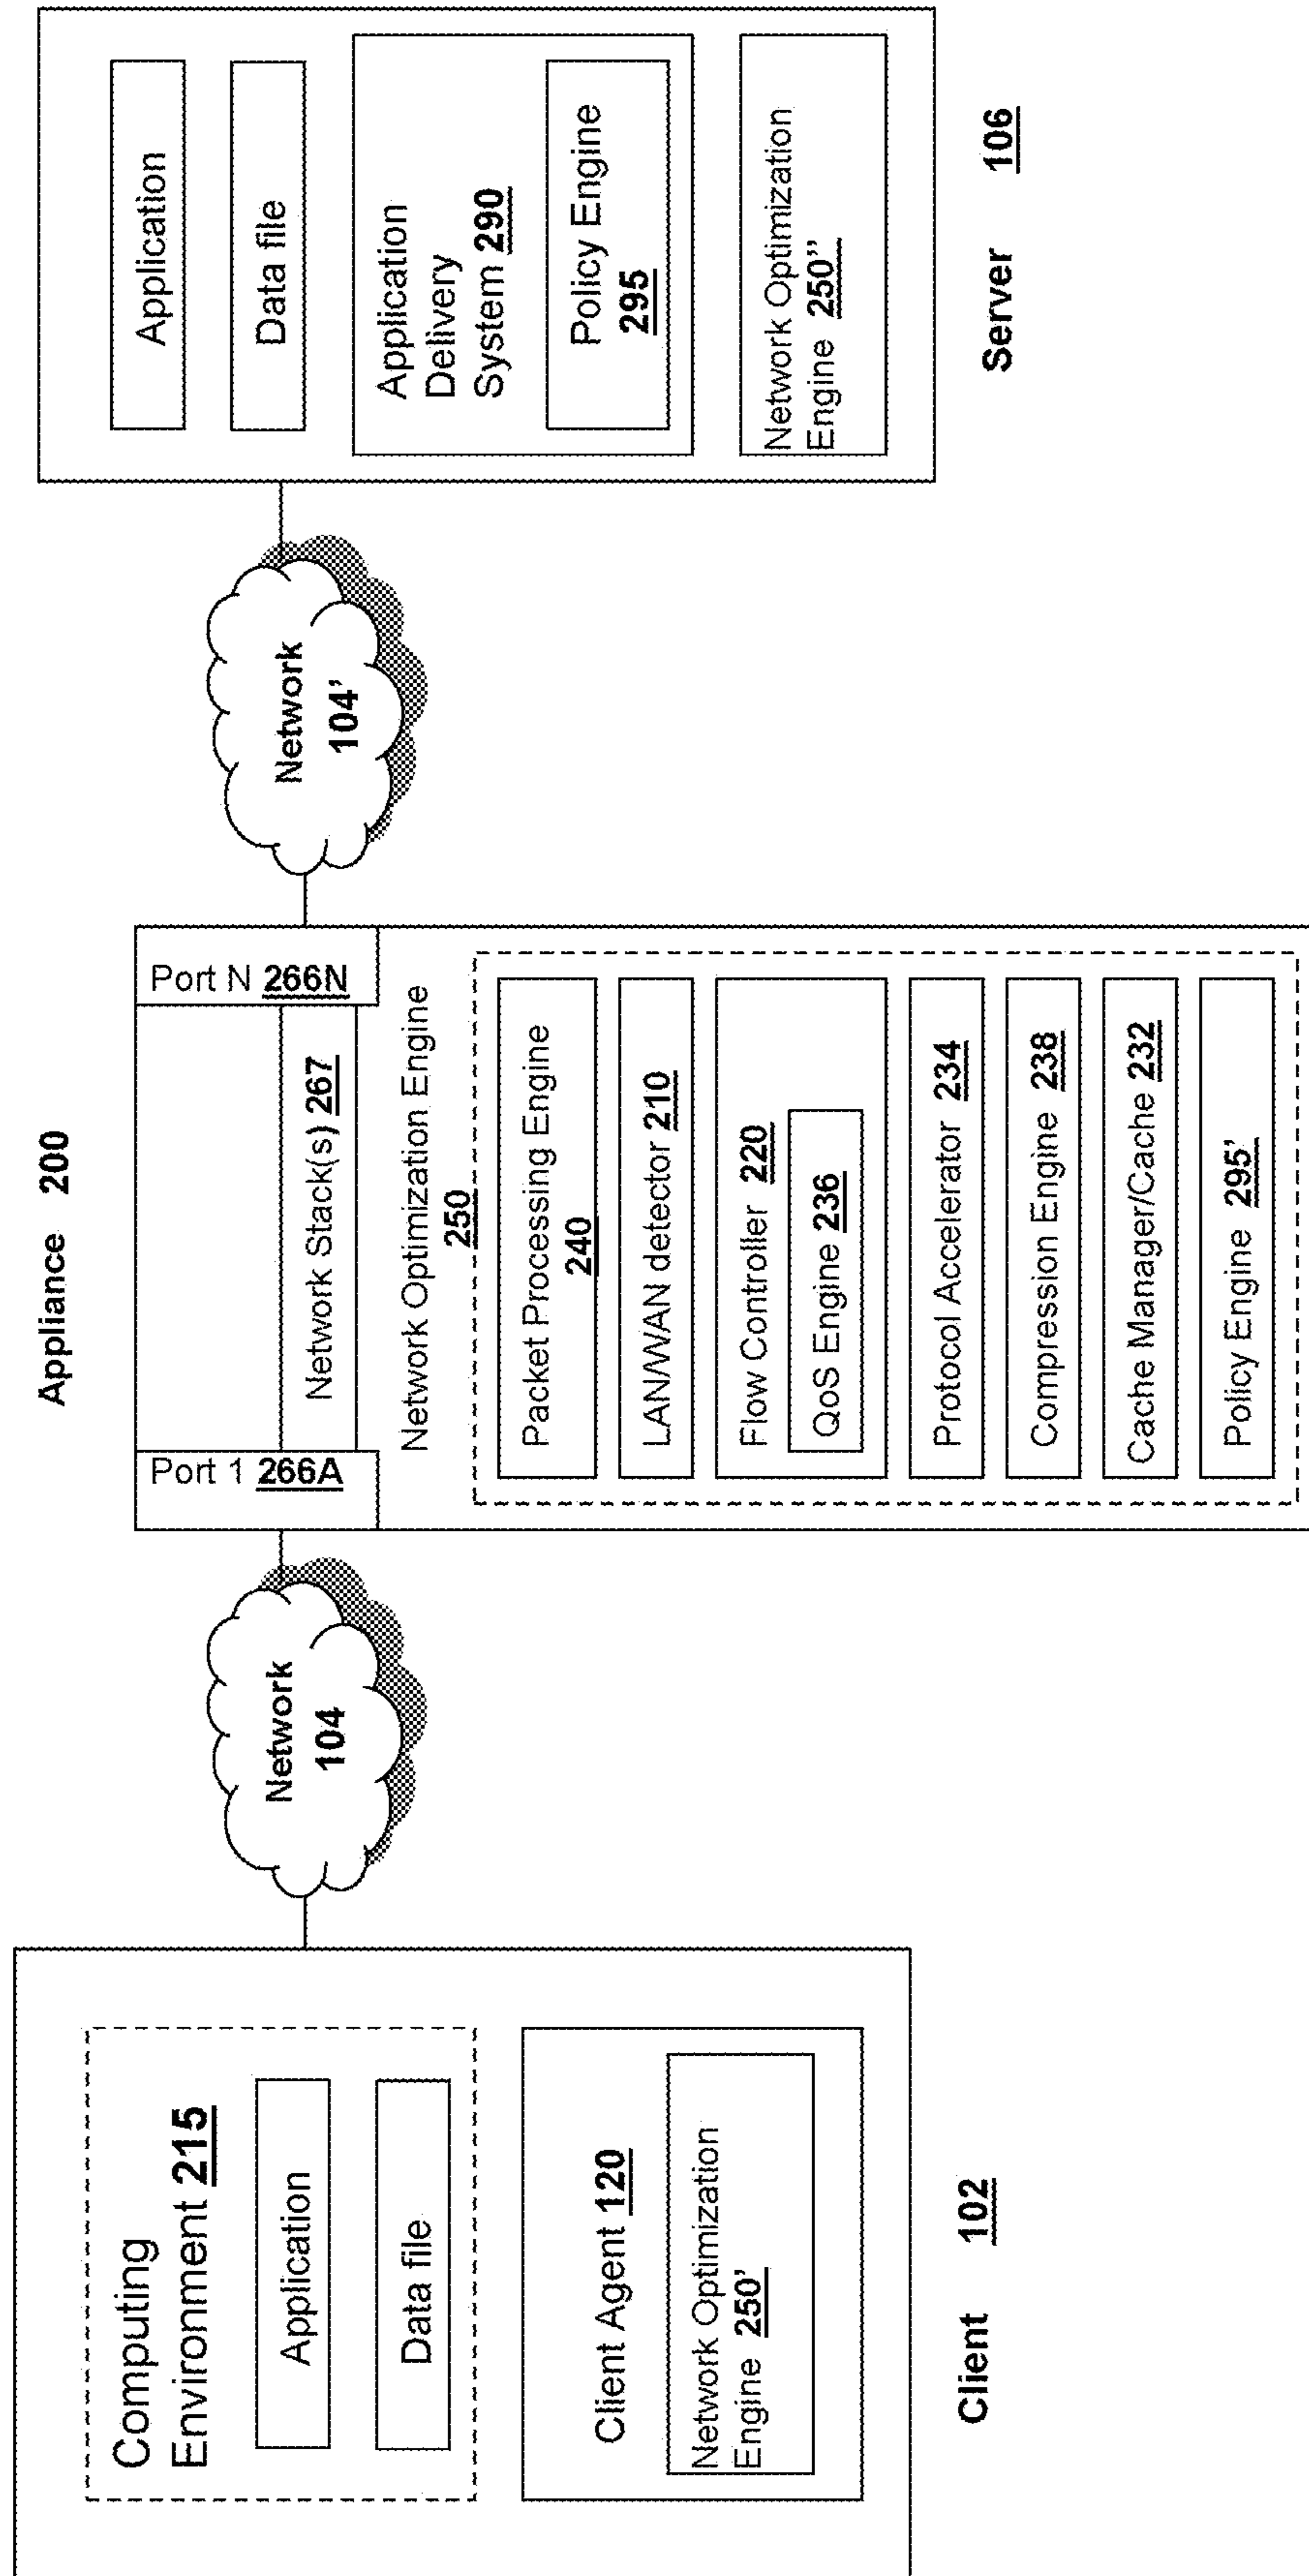 Appliance 200
Computing
Environment 215
Application
Data file
Client Agent 120
Network Optimization
Engine 250'
Client 102
Network
104
Port 1 266A
Port N 266N
Network Stack(s) 267
Network Optimization Engine
250
Packet Processing Engine
240
LAN/WAN detector 210
Flow Controller 220
QoS Engine 236
Protocol Accelerator 234
Compression Engine 238
Cache Manager/Cache 232
Policy Engine 295'
Network
104'
Application
Data file
Application
Delivery
System 290
Policy Engine
295
Network Optimization
Engine 250''
Server 106